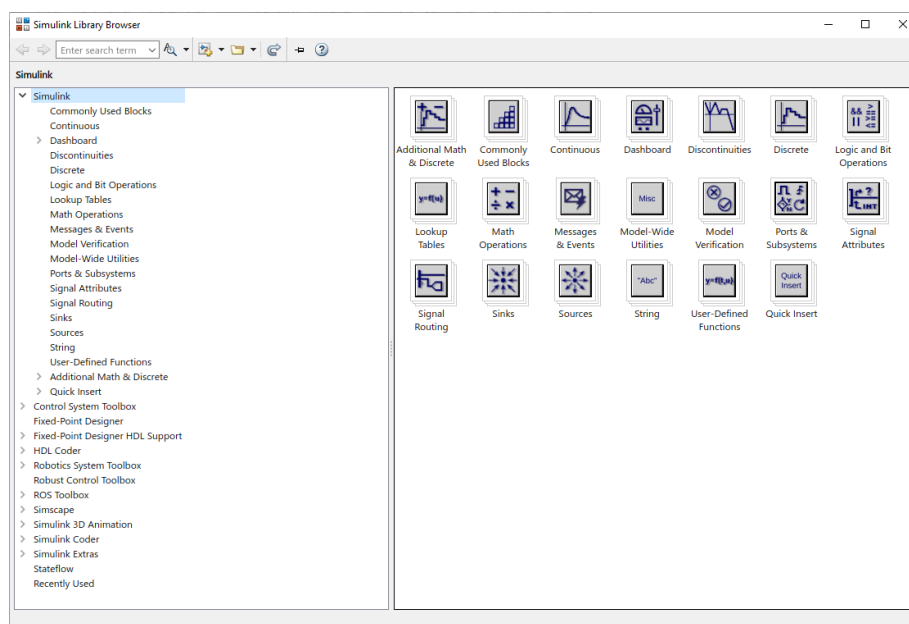 Simulink Library Browser
Enter search term
Simulink
Simulink
Commonly Used Blocks
Continuous
Dashboard
Discontinuities
Discrete
Logic and Bit Operations
Lookup Tables
Math Operations
Messages & Events
Model Verification
Model-Wide Utilities
Ports & Subsystems
Signal Attributes
Signal Routing
Sinks
Sources
String
User-Defined Functions
Additional Math & Discrete
Quick Insert
Control System Toolbox
Fixed-Point Designer
Fixed-Point Designer HDL Support
HDL Coder
Robotics System Toolbox
Robust Control Toolbox
ROS Toolbox
Simscape
Simulink 3D Animation
Simulink Coder
Simulink Extras
Stateflow
Recently Used
Additional Math
& Discrete
Commonly
Used Blocks
Continuous
Dashboard
Discontinuities
Discrete
&& >
|| ==
<=
Logic and Bit
Operations
y=f(u)
Lookup
Tables
+ −
÷ ×
Math
Operations
Messages
& Events
Misc
Model-Wide
Utilities
Model
Verification
Ports &
Subsystems
?
INT
Signal
Attributes
Signal
Routing
Sinks
Sources
"Abc"
String
y=f(t,u)
User-Defined
Functions
Quick
Insert
Quick Insert